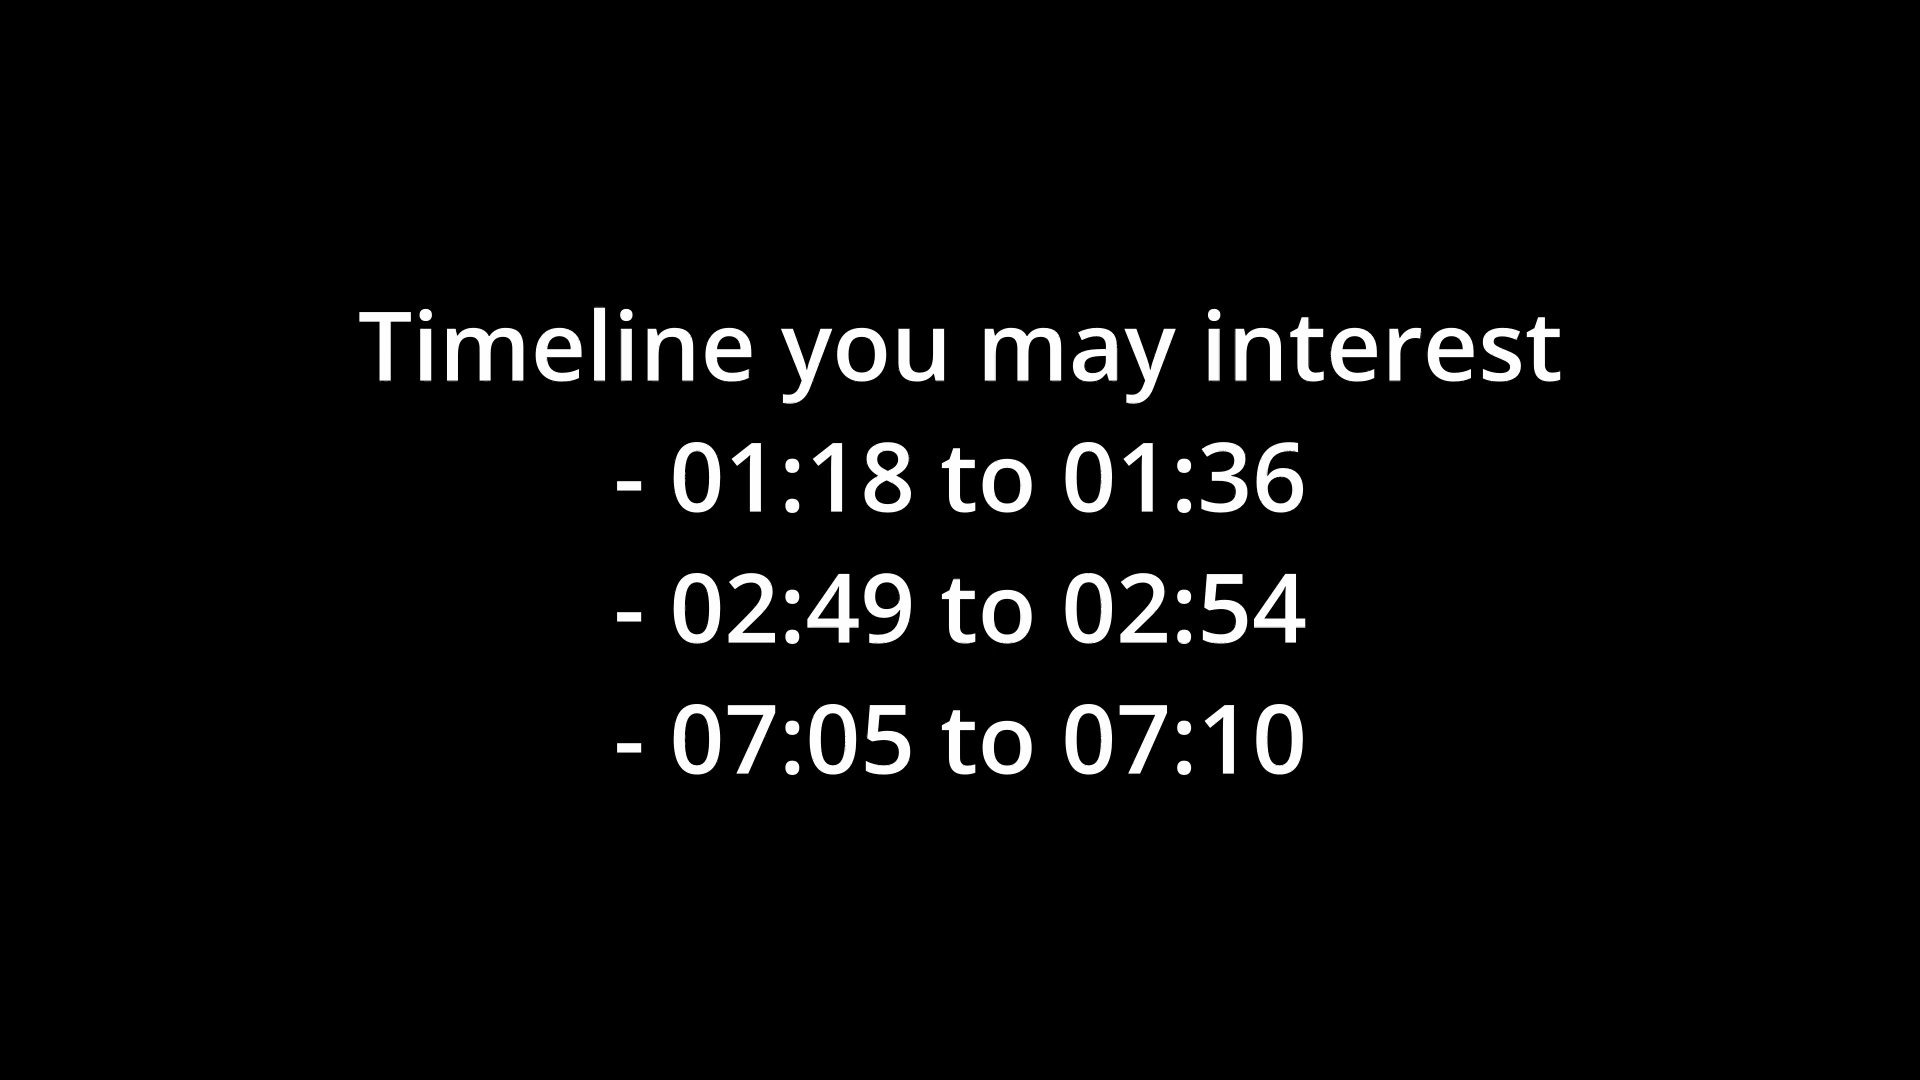 Timeline you may interest
- 01:18 to 01:36
- 02:49 to 02:54
- 07:05 to 07:10